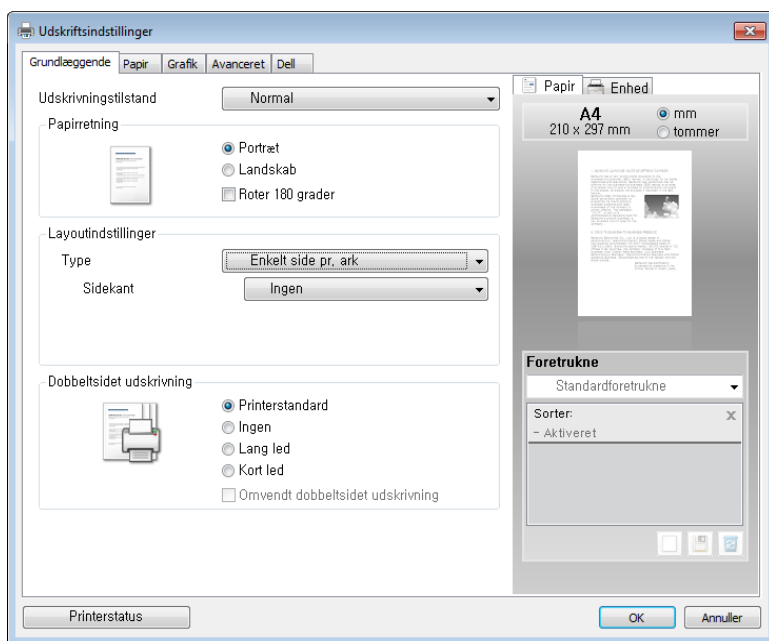 Udskriftsindstillinger
Grundlæggende Papir Grafik Avanceret Dell
Udskrivningstilstand Normal
Papirretning
Portræt
Landskab
Roter 180 grader
Layoutindstillinger
Type Enkelt side pr, ark
Sidekant Ingen
Dobbeltsidet udskrivning
Printerstandard
Ingen
Lang led
Kort led
Omvendt dobbeltsidet udskrivning
Papir Enhed
A4
210 x 297 mm
mm
tommer
Foretrukne
Standardforetrukne
Sorter:
- Aktiveret
Printerstatus OK Annuller